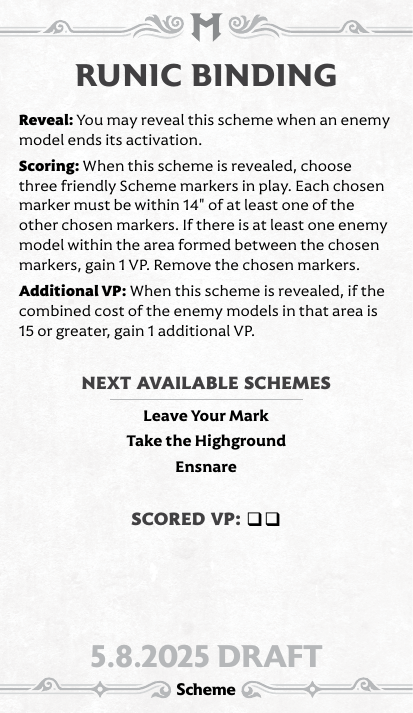 RUNIC BINDING
Reveal: You may reveal this scheme when an enemy
model ends its activation.
Scoring: When this scheme is revealed, choose
three friendly Scheme markers in play. Each chosen
marker must be within 14" of at least one of the
other chosen markers. If there is at least one enemy
model within the area formed between the chosen
markers, gain 1 VP. Remove the chosen markers.
Additional VP: When this scheme is revealed, if the
combined cost of the enemy models in that area is
15 or greater, gain 1 additional VP.
NEXT AVAILABLE SCHEMES
Leave Your Mark
Take the Highground
Ensnare
SCORED VP: ❑❑
5.8.2025 DRAFT
Scheme